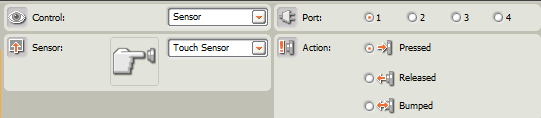 Control: Sensor Port: 1 2 3 4
Sensor: Touch Sensor Action: Pressed
Released
Bumped